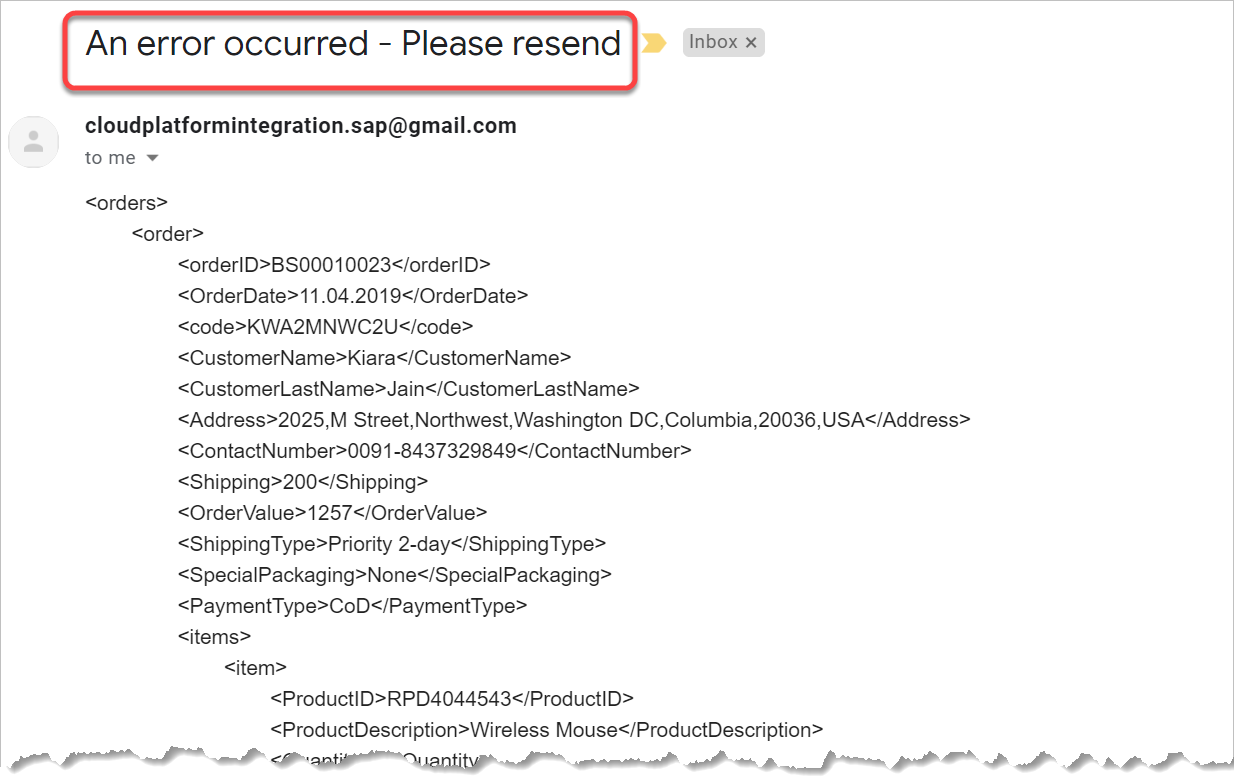 An error occurred - Please resend
Inbox ×
cloudplatformintegration.sap@gmail.com
to me
<orders>
<order>
<orderID>BS00010023</orderID>
<OrderDate>11.04.2019</OrderDate>
<code>KWA2MNWC2U</code>
<CustomerName>Kiara</CustomerName>
<CustomerLastName>Jain</CustomerLastName>
<Address>2025,M Street,Northwest,Washington DC,Columbia,20036,USA</Address>
<ContactNumber>0091-8437329849</ContactNumber>
<Shipping>200</Shipping>
<OrderValue>1257</OrderValue>
<ShippingType>Priority 2-day</ShippingType>
<SpecialPackaging>None</SpecialPackaging>
<PaymentType>CoD</PaymentType>
<items>
<item>
<ProductID>RPD4044543</ProductID>
<ProductDescription>Wireless Mouse</ProductDescription>